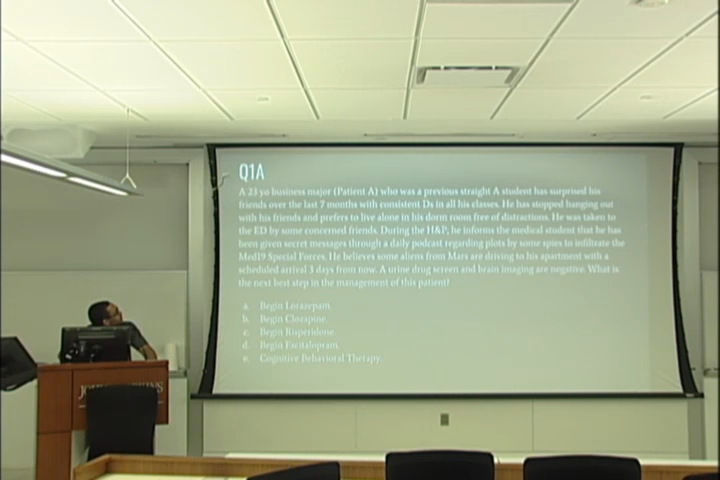 Q1A
A 23 yo business major (Patient A) who was a previous straight A student has surprised his
friends over the last 7 months with consistent Ds in all his classes. He has stopped hanging out
with his friends and prefers to live alone in his dorm room free of distractions. He was taken to
the ED by some concerned friends. During the H&P, he informs the medical student that he has
been given secret messages through a daily podcast regarding plots by some spies to infiltrate the
Med19 Special Forces. He believes some aliens from Mars are driving to his apartment with a
scheduled arrival 3 days from now. A urine drug screen and brain imaging are negative. What is
the next best step in the management of this patient?
a. Begin Lorazepam.
b. Begin Clozapine.
c. Begin Risperidone.
d. Begin Escitalopram.
e. Cognitive Behavioral Therapy.